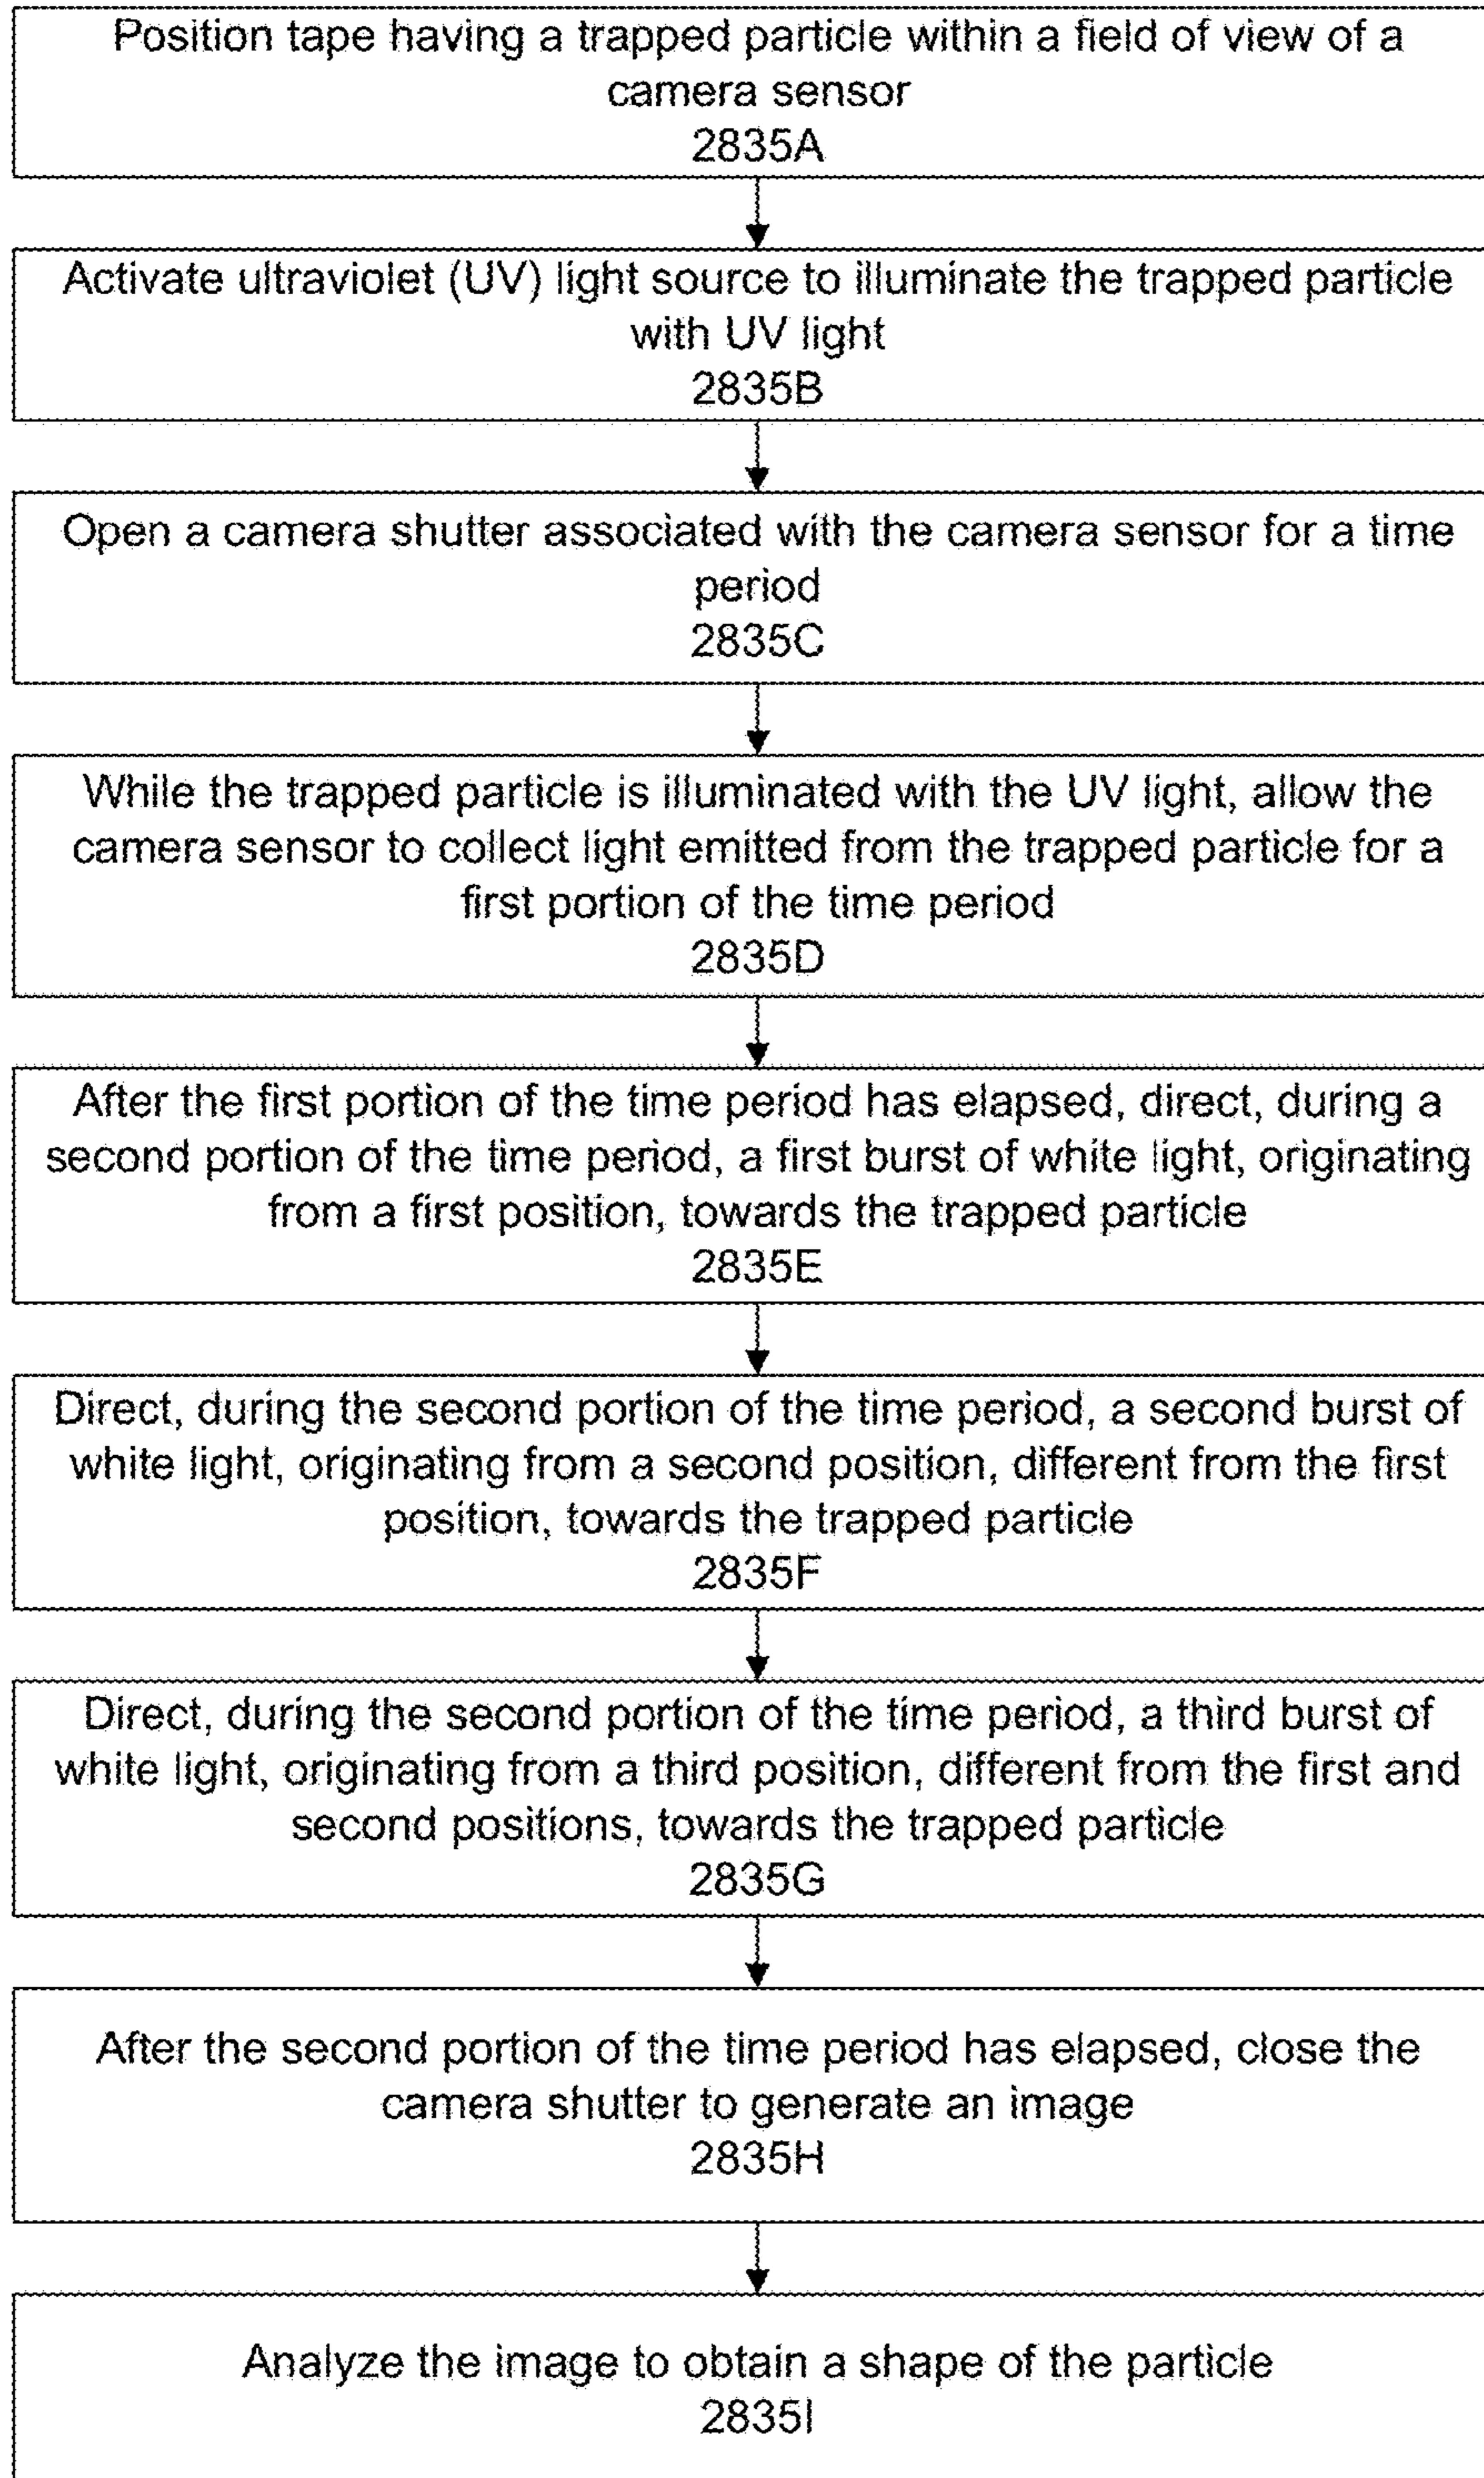 Position tape having a trapped particle within a field of view of a
camera sensor
2835A
Activate ultraviolet (UV) light source to illuminate the trapped particle
with UV light
2835B
Open a camera shutter associated with the camera sensor for a time
period
2835C
While the trapped particle is illuminated with the UV light, allow the
camera sensor to collect light emitted from the trapped particle for a
first portion of the time period
2835D
After the first portion of the time period has elapsed, direct, during a
second portion of the time period, a first burst of white light, originating
from a first position, towards the trapped particle
2835E
Direct, during the second portion of the time period, a second burst of
white light, originating from a second position, different from the first
position, towards the trapped particle
2835F
Direct, during the second portion of the time period, a third burst of
white light, originating from a third position, different from the first and
second positions, towards the trapped particle
2835G
After the second portion of the time period has elapsed, close the
camera shutter to generate an image
2835H
Analyze the image to obtain a shape of the particle
2835I